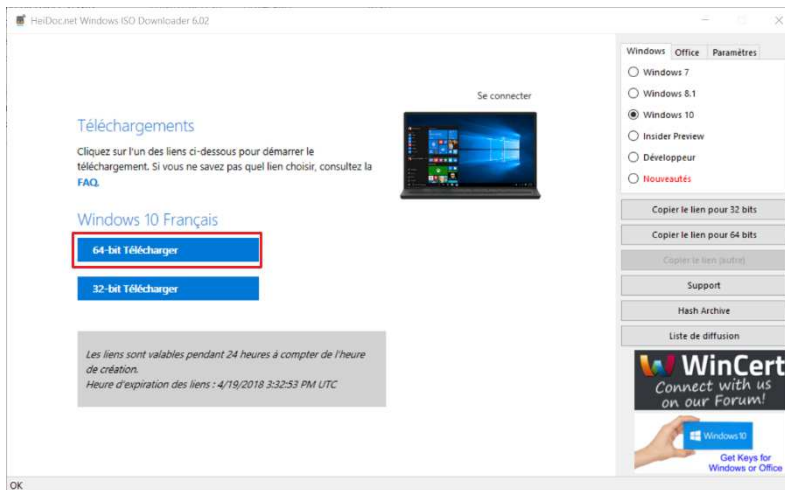 HeiDoc.net Windows ISO Downloader 6.02
Se connecter
Téléchargements
Cliquez sur l'un des liens ci-dessous pour démarrer le
téléchargement. Si vous ne savez pas quel lien choisir, consultez la
FAQ.
Windows 10 Français
64-bit Télécharger
32-bit Télécharger
Les liens sont valables pendant 24 heures à compter de l'heure
de création.
Heure d'expiration des liens : 4/19/2018 3:32:53 PM UTC
Windows Office Paramètres
Windows 7
Windows 8.1
Windows 10
Insider Preview
Développeur
Nouveautés
Copier le lien pour 32 bits
Copier le lien pour 64 bits
Copier le lien (autre)
Support
Hash Archive
Liste de diffusion
WinCert
Connect with us
on our Forum!
Windows 10
Get Keys for
Windows or Office
OK